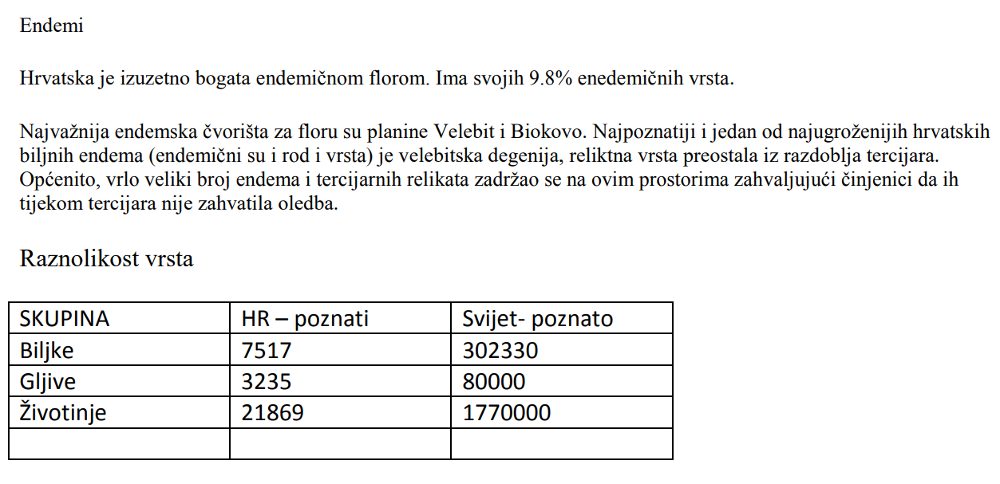 Endemi
Hrvatska je izuzetno bogata endemičnom florom. Ima svojih 9.8% enedemičnih vrsta.
Najvažnija endemska čvorišta za floru su planine Velebit i Biokovo. Najpoznatiji i jedan od najugroženijih hrvatskih
biljnih endema (endemični su i rod i vrsta) je velebitska degenija, reliktna vrsta preostala iz razdoblja tercijara.
Općenito, vrlo veliki broj endema i tercijarnih relikata zadržao se na ovim prostorima zahvaljujući činjenici da ih
tijekom tercijara nije zahvatila oledba.
Raznolikost vrsta
SKUPINA HR – poznati Svijet- poznato
Biljke 7517 302330
Gljive 3235 80000
Životinje 21869 1770000